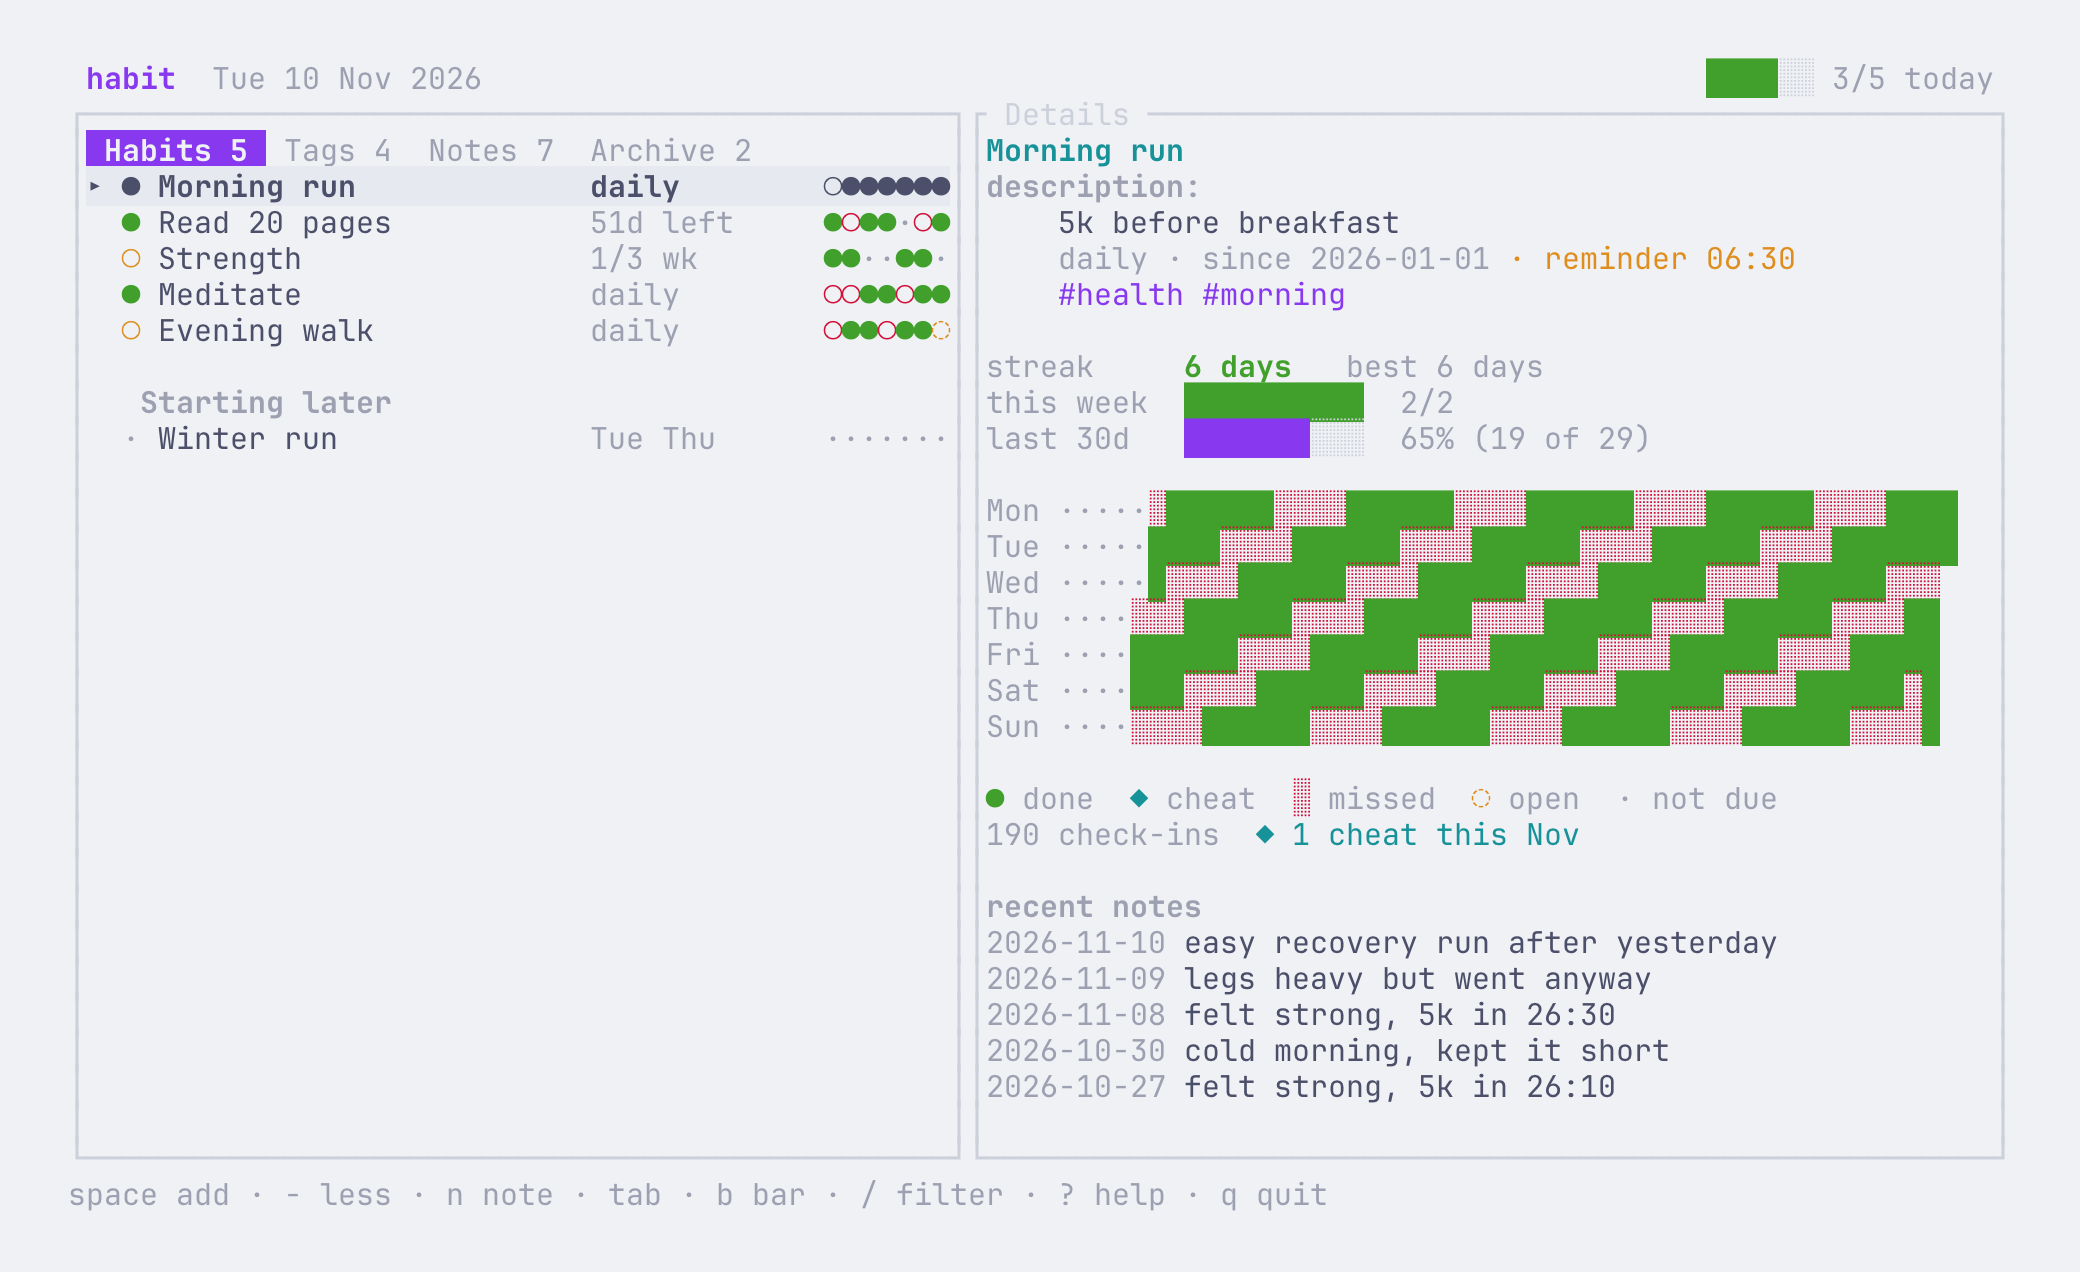 habit Tue 10 Nov 2026
3/5 today
Habits 5 Tags 4 Notes 7 Archive 2
Morning run daily
Read 20 pages 51d left
Strength 1/3 wk
Meditate daily
Evening walk daily
Starting later
Winter run Tue Thu
Details
Morning run
description:
5k before breakfast
daily · since 2026-01-01 · reminder 06:30
#health #morning
streak 6 days best 6 days
this week 2/2
last 30d 65% (19 of 29)
Mon
Tue
Wed
Thu
Fri
Sat
Sun
done cheat missed open · not due
190 check-ins ◆ 1 cheat this Nov
recent notes
2026-11-10 easy recovery run after yesterday
2026-11-09 legs heavy but went anyway
2026-11-08 felt strong, 5k in 26:30
2026-10-30 cold morning, kept it short
2026-10-27 felt strong, 5k in 26:10
space add · - less · n note · tab · b bar · / filter · ? help · q quit